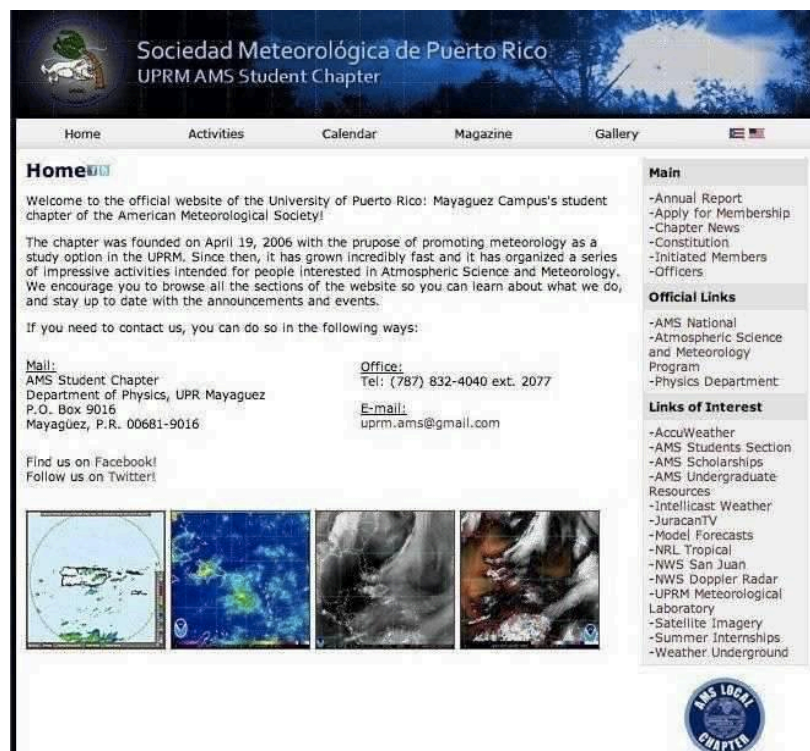 Sociedad Meteorológica de Puerto Rico
UPRM AMS Student Chapter
Home
Activities
Calendar
Magazine
Gallery
Home
Welcome to the official website of the University of Puerto Rico: Mayaguez Campus's student
chapter of the American Meteorological Society!
The chapter was founded on April 19, 2006 with the prupose of promoting meteorology as a
study option in the UPRM. Since then, it has grown incredibly fast and it has organized a series
of impressive activities intended for people interested in Atmospheric Science and Meteorology.
We encourage you to browse all the sections of the website so you can learn about what we do,
and stay up to date with the announcements and events.
If you need to contact us, you can do so in the following ways:
Mail:
AMS Student Chapter
Department of Physics, UPR Mayaguez
P.O. Box 9016
Mayagüez, P.R. 00681-9016
Office:
Tel: (787) 832-4040 ext. 2077
E-mail:
uprm.ams@gmail.com
Find us on Facebook!
Follow us on Twitter!
Main
-Annual Report
-Apply for Membership
-Chapter News
-Constitution
-Initiated Members
-Officers
Official Links
-AMS National
-Atmospheric Science
and Meteorology
Program
-Physics Department
Links of Interest
-AccuWeather
-AMS Students Section
-AMS Scholarships
-AMS Undergraduate
Resources
-Intellicast Weather
-JuracanTV
-Model Forecasts
-NRL Tropical
-NWS San Juan
-NWS Doppler Radar
-UPRM Meteorological
Laboratory
-Satellite Imagery
-Summer Internships
-Weather Underground
AMS LOCAL
CHAPTER